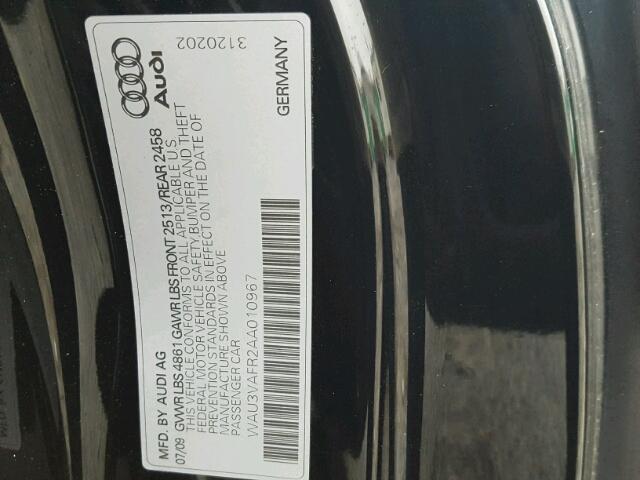 MFD. BY AUDI AG
07/09 GVWR LBS 4861 GAWR LBS FRONT 2513/REAR 2458
THIS VEHICLE CONFORMS TO ALL APPLICABLE U.S
FEDERAL MOTOR VEHICLE SAFETY, BUMPER AND THEFT
PREVENTION STANDARDS IN EFFECT ON THE DATE OF
MANUFACTURE SHOWN ABOVE
PASSENGER CAR
WAU3VAFR2AA010967
Audi
3120202
GERMANY